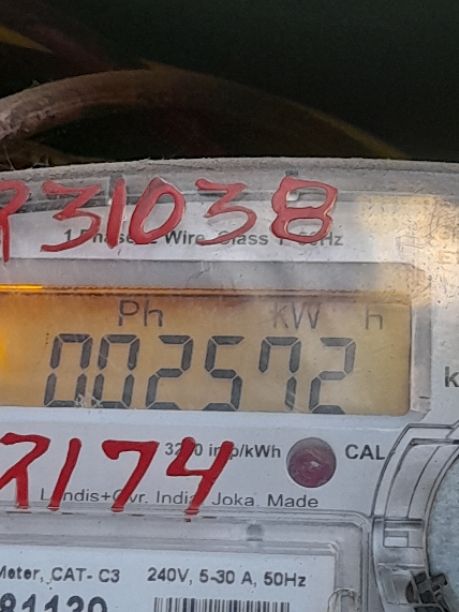 R31038
1 Phase 2 Wire, Class 1 50Hz
Ph kW h
002572
k
3200 imp/kWh CAL
R174
Landis+Gyr. India, Joka, Made
Meter, CAT- C3 240V, 5-30 A, 50Hz